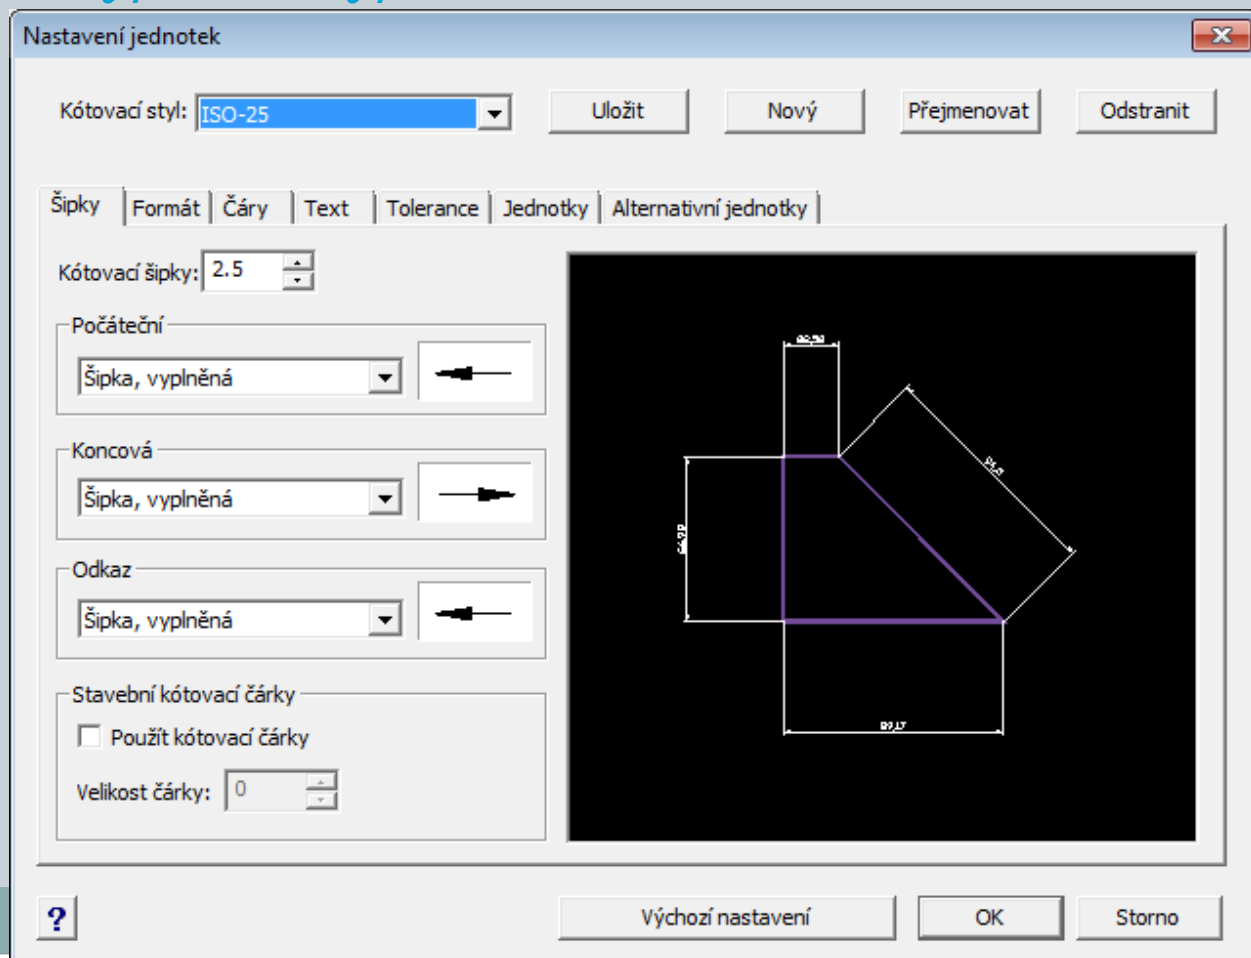 Nastavení jednotek
Kótovací styl: ISO-25 Uložit Nový Přejmenovat Odstranit
Šipky Formát Čáry Text Tolerance Jednotky Alternativní jednotky
Kótovací šipky: 2.5
Počáteční
Šipka, vyplněná
Koncová
Šipka, vyplněná
Odkaz
Šipka, vyplněná
Stavební kótovací čárky
Použít kótovací čárky
Velikost čárky: 0
89,17
? Výchozí nastavení OK Storno